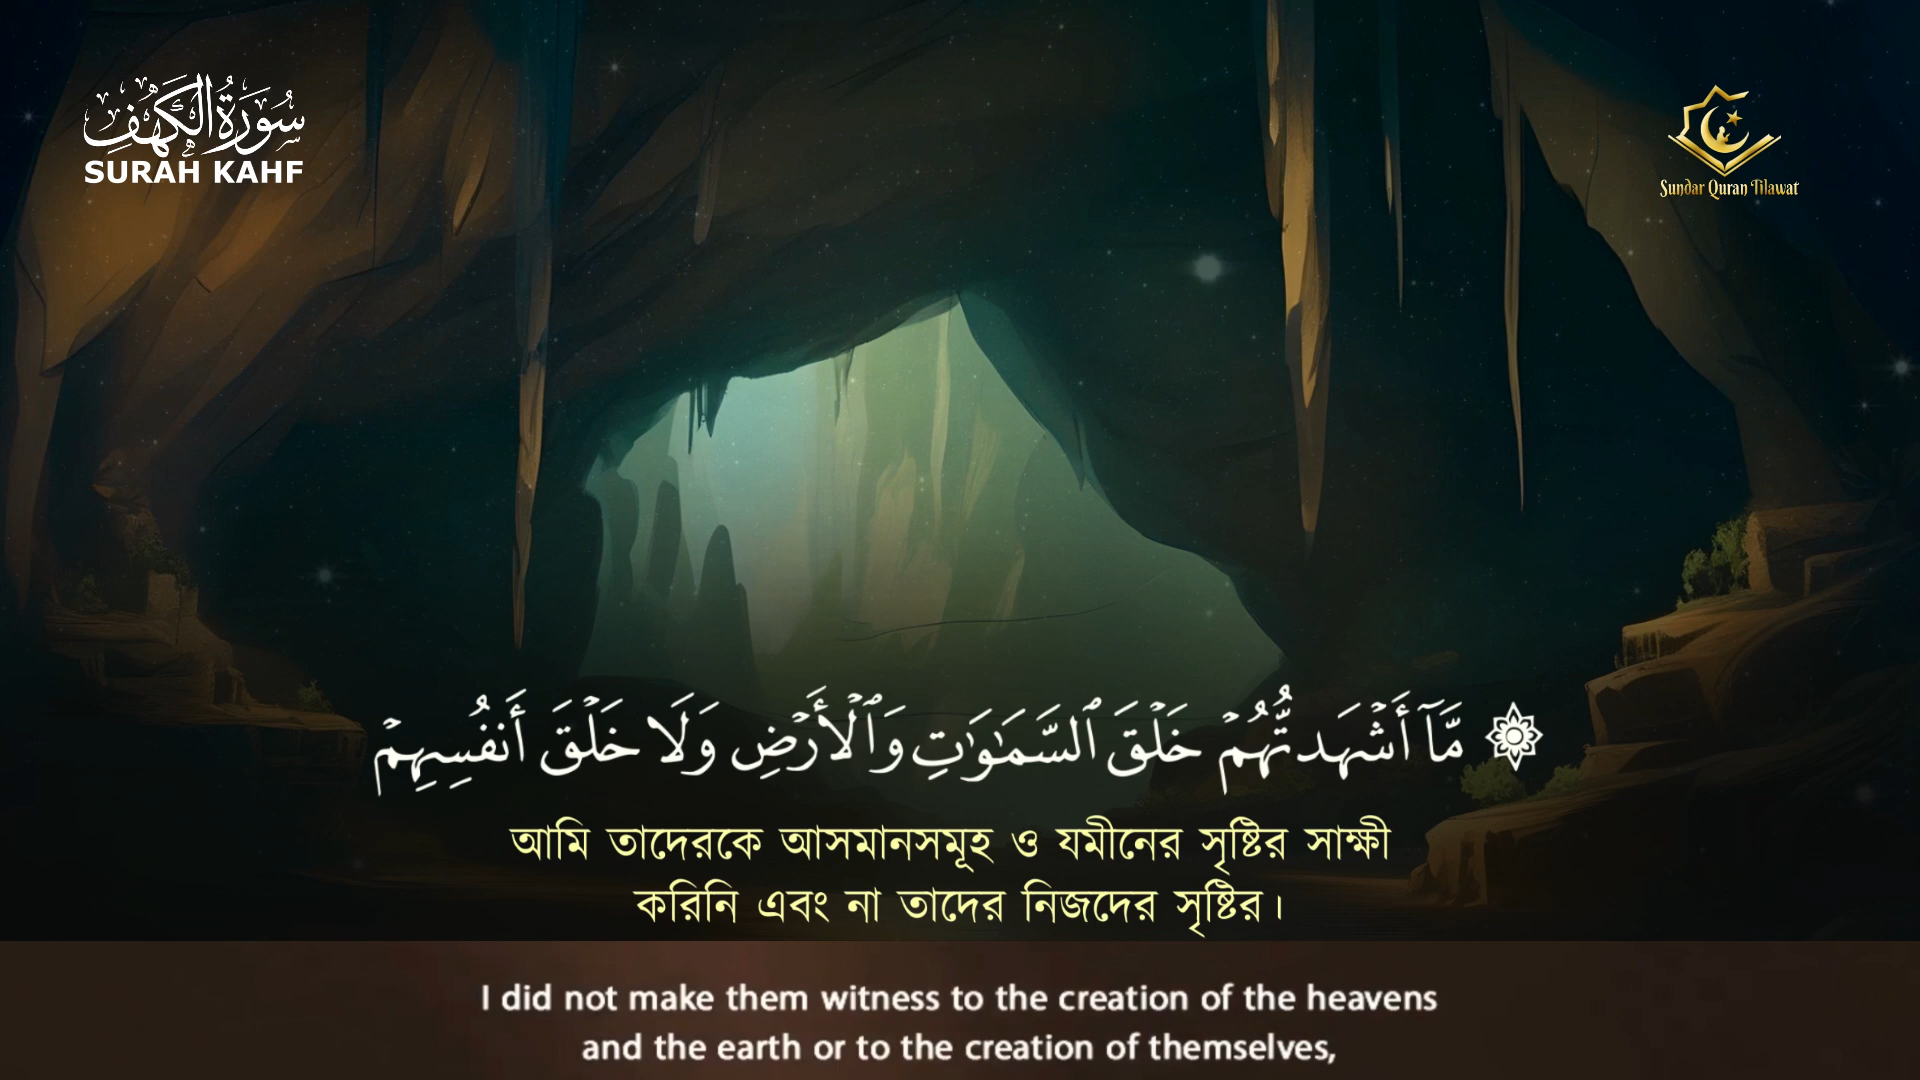 سُورَةُ الكَهْفِ
SURAH KAHF
Sundar Quran Tilawat
۞ مَّآ أَشْهَدتُّهُمْ خَلْقَ ٱلسَّمَـٰوَٰتِ وَٱلْأَرْضِ وَلَا خَلْقَ أَنفُسِهِمْ
আমি তাদেরকে আসমানসমূহ ও যমীনের সৃষ্টির সাক্ষী
করিনি এবং না তাদের নিজদের সৃষ্টির।
I did not make them witness to the creation of the heavens
and the earth or to the creation of themselves,